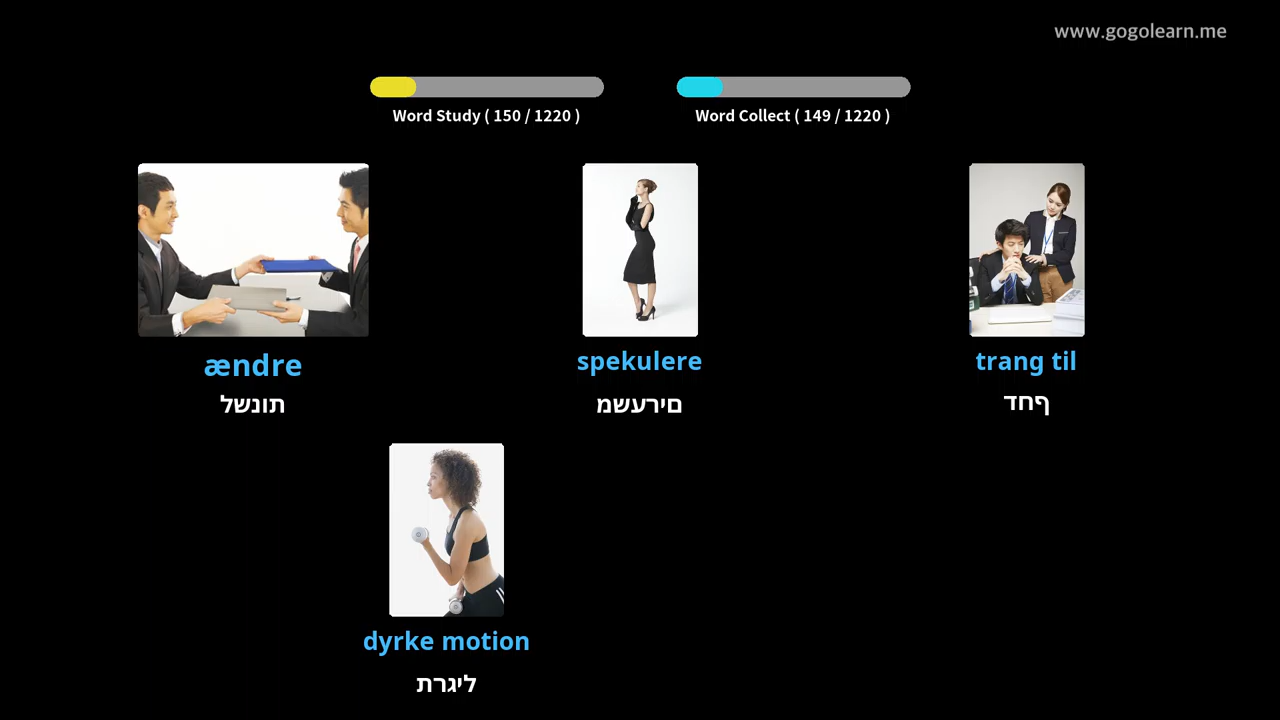 www.gogolearn.me
Word Study ( 150 / 1220 )
Word Collect ( 149 / 1220 )
ændre
תונשל
spekulere
םירעשמ
trang til
ףחד
dyrke motion
ליגרת